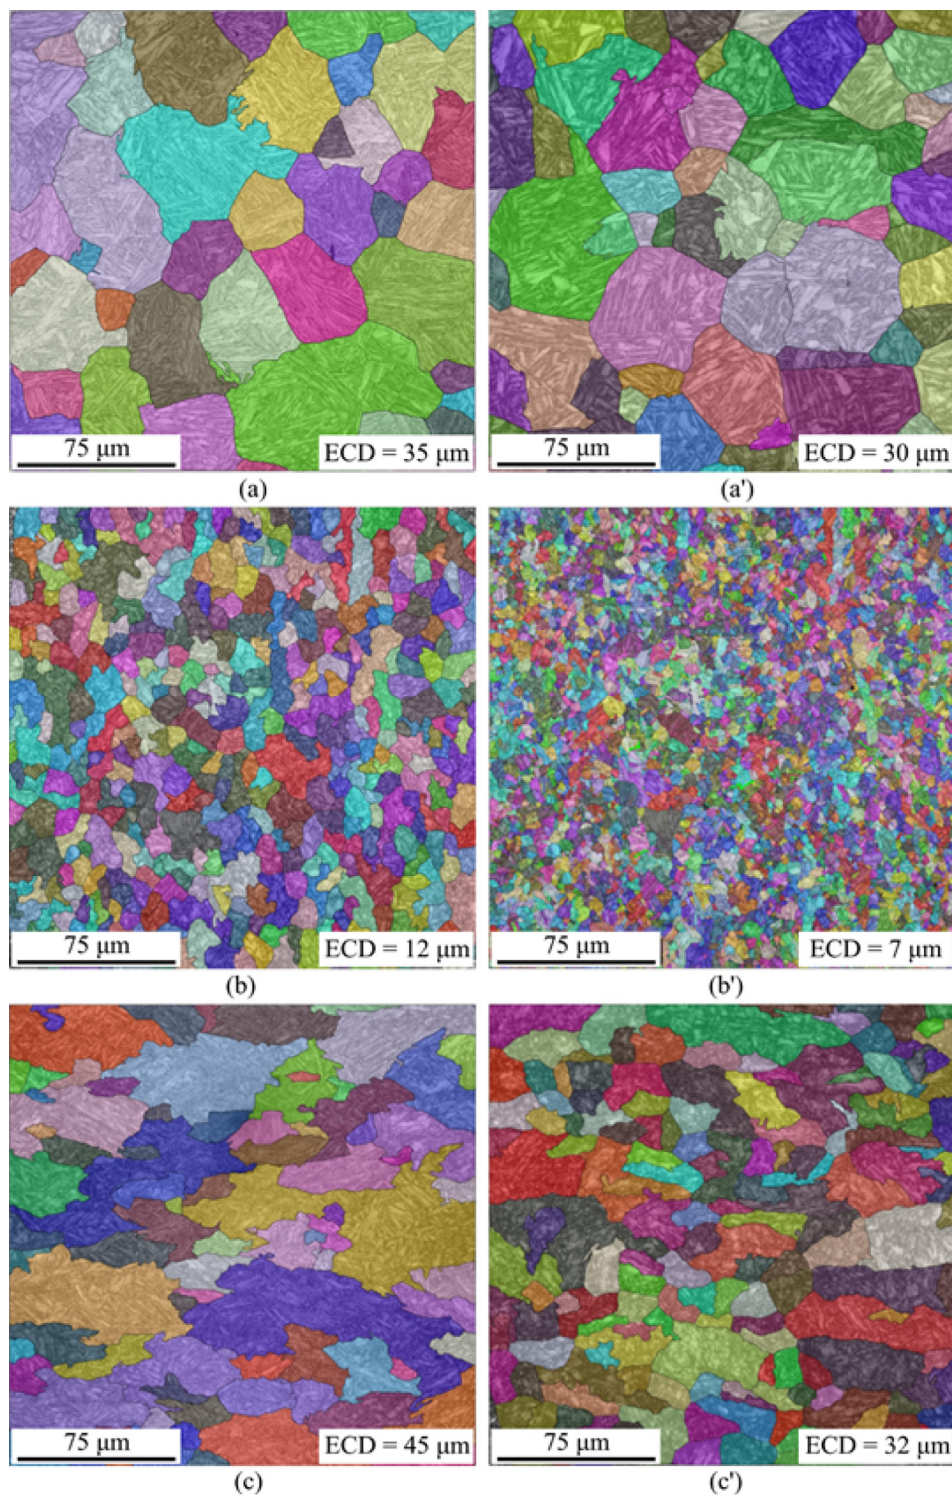 75 µm
ECD = 35 µm
75 µm
ECD = 30 µm
(a)
(a')
75 µm
ECD = 12 µm
75 µm
ECD = 7 µm
(b)
(b')
75 µm
ECD = 45 µm
75 µm
ECD = 32 µm
(c)
(c')